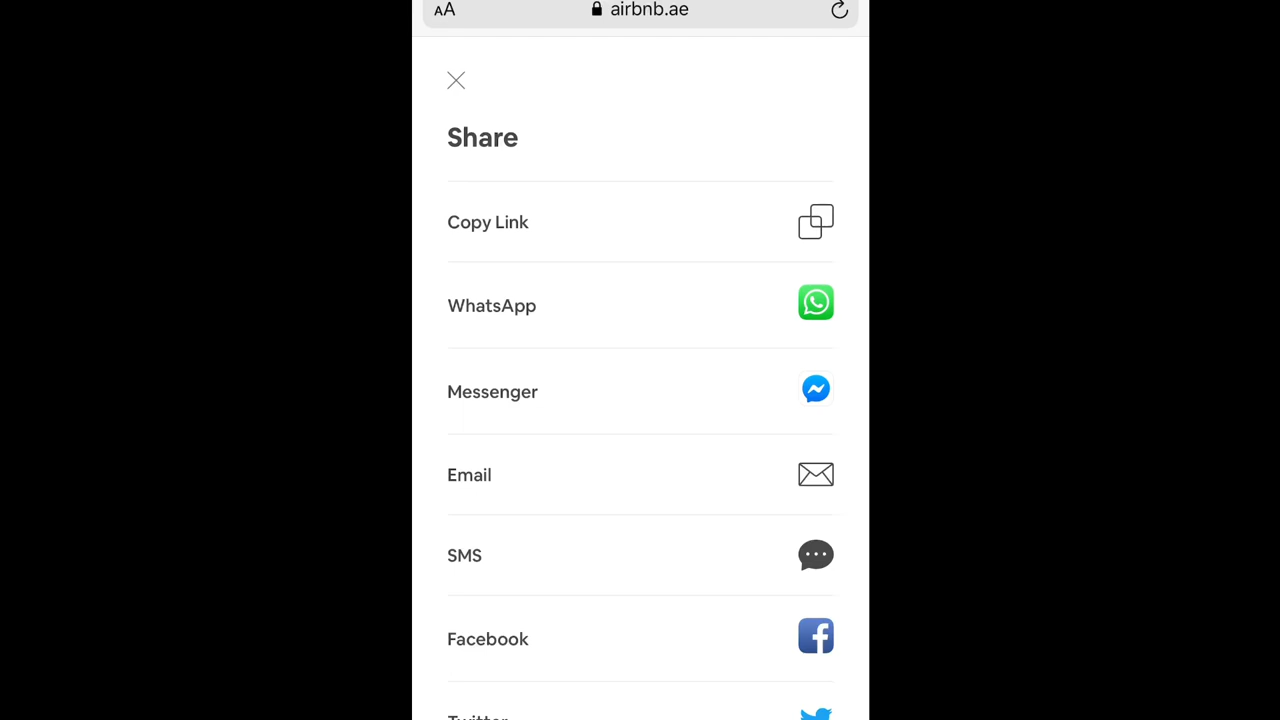 AA airbnb.ae
Share
Copy Link
WhatsApp
Messenger
Email
SMS
Facebook
Twitter